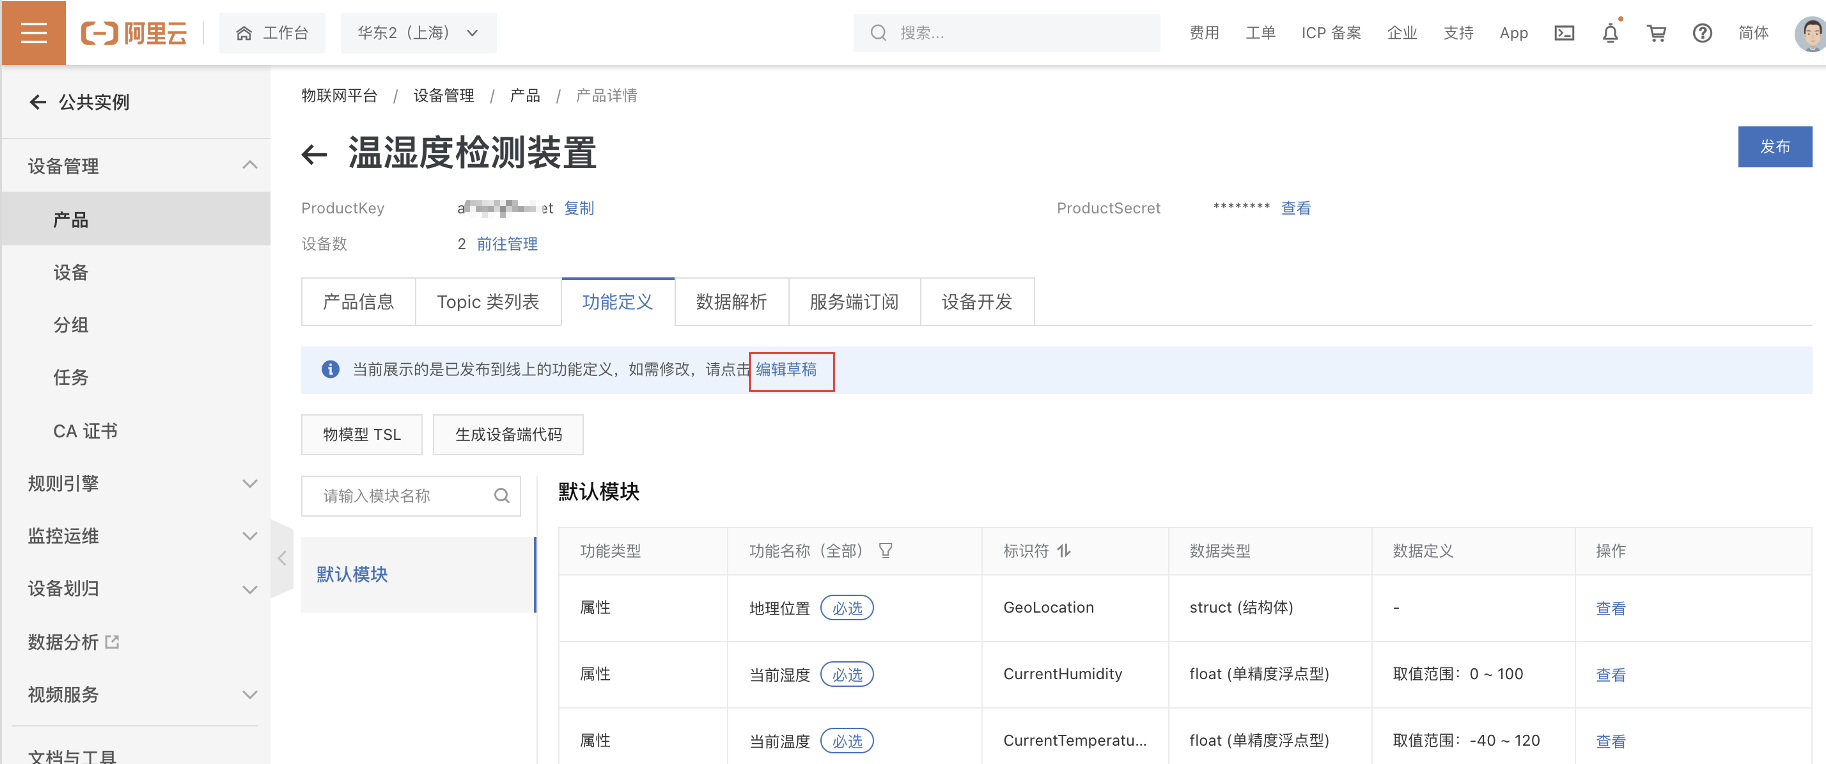 阿里云 工作台 华东2（上海） 搜索... 费用 工单 ICP 备案 企业 支持 App 简体
公共实例
设备管理
产品
设备
分组
任务
CA 证书
规则引擎
监控运维
设备划归
数据分析
视频服务
文档与工具
物联网平台 / 设备管理 / 产品 / 产品详情
温湿度检测装置
发布
ProductKey a et 复制 ProductSecret ******** 查看
设备数 2 前往管理
产品信息 Topic 类列表 功能定义 数据解析 服务端订阅 设备开发
当前展示的是已发布到线上的功能定义，如需修改，请点击编辑草稿
物模型 TSL 生成设备端代码
请输入模块名称
默认模块
默认模块
功能类型 功能名称（全部） 标识符 数据类型 数据定义 操作
属性 地理位置 必选 GeoLocation struct (结构体) - 查看
属性 当前湿度 必选 CurrentHumidity float (单精度浮点型) 取值范围：0 ~ 100 查看
属性 当前温度 必选 CurrentTemperatu... float (单精度浮点型) 取值范围：-40 ~ 120 查看